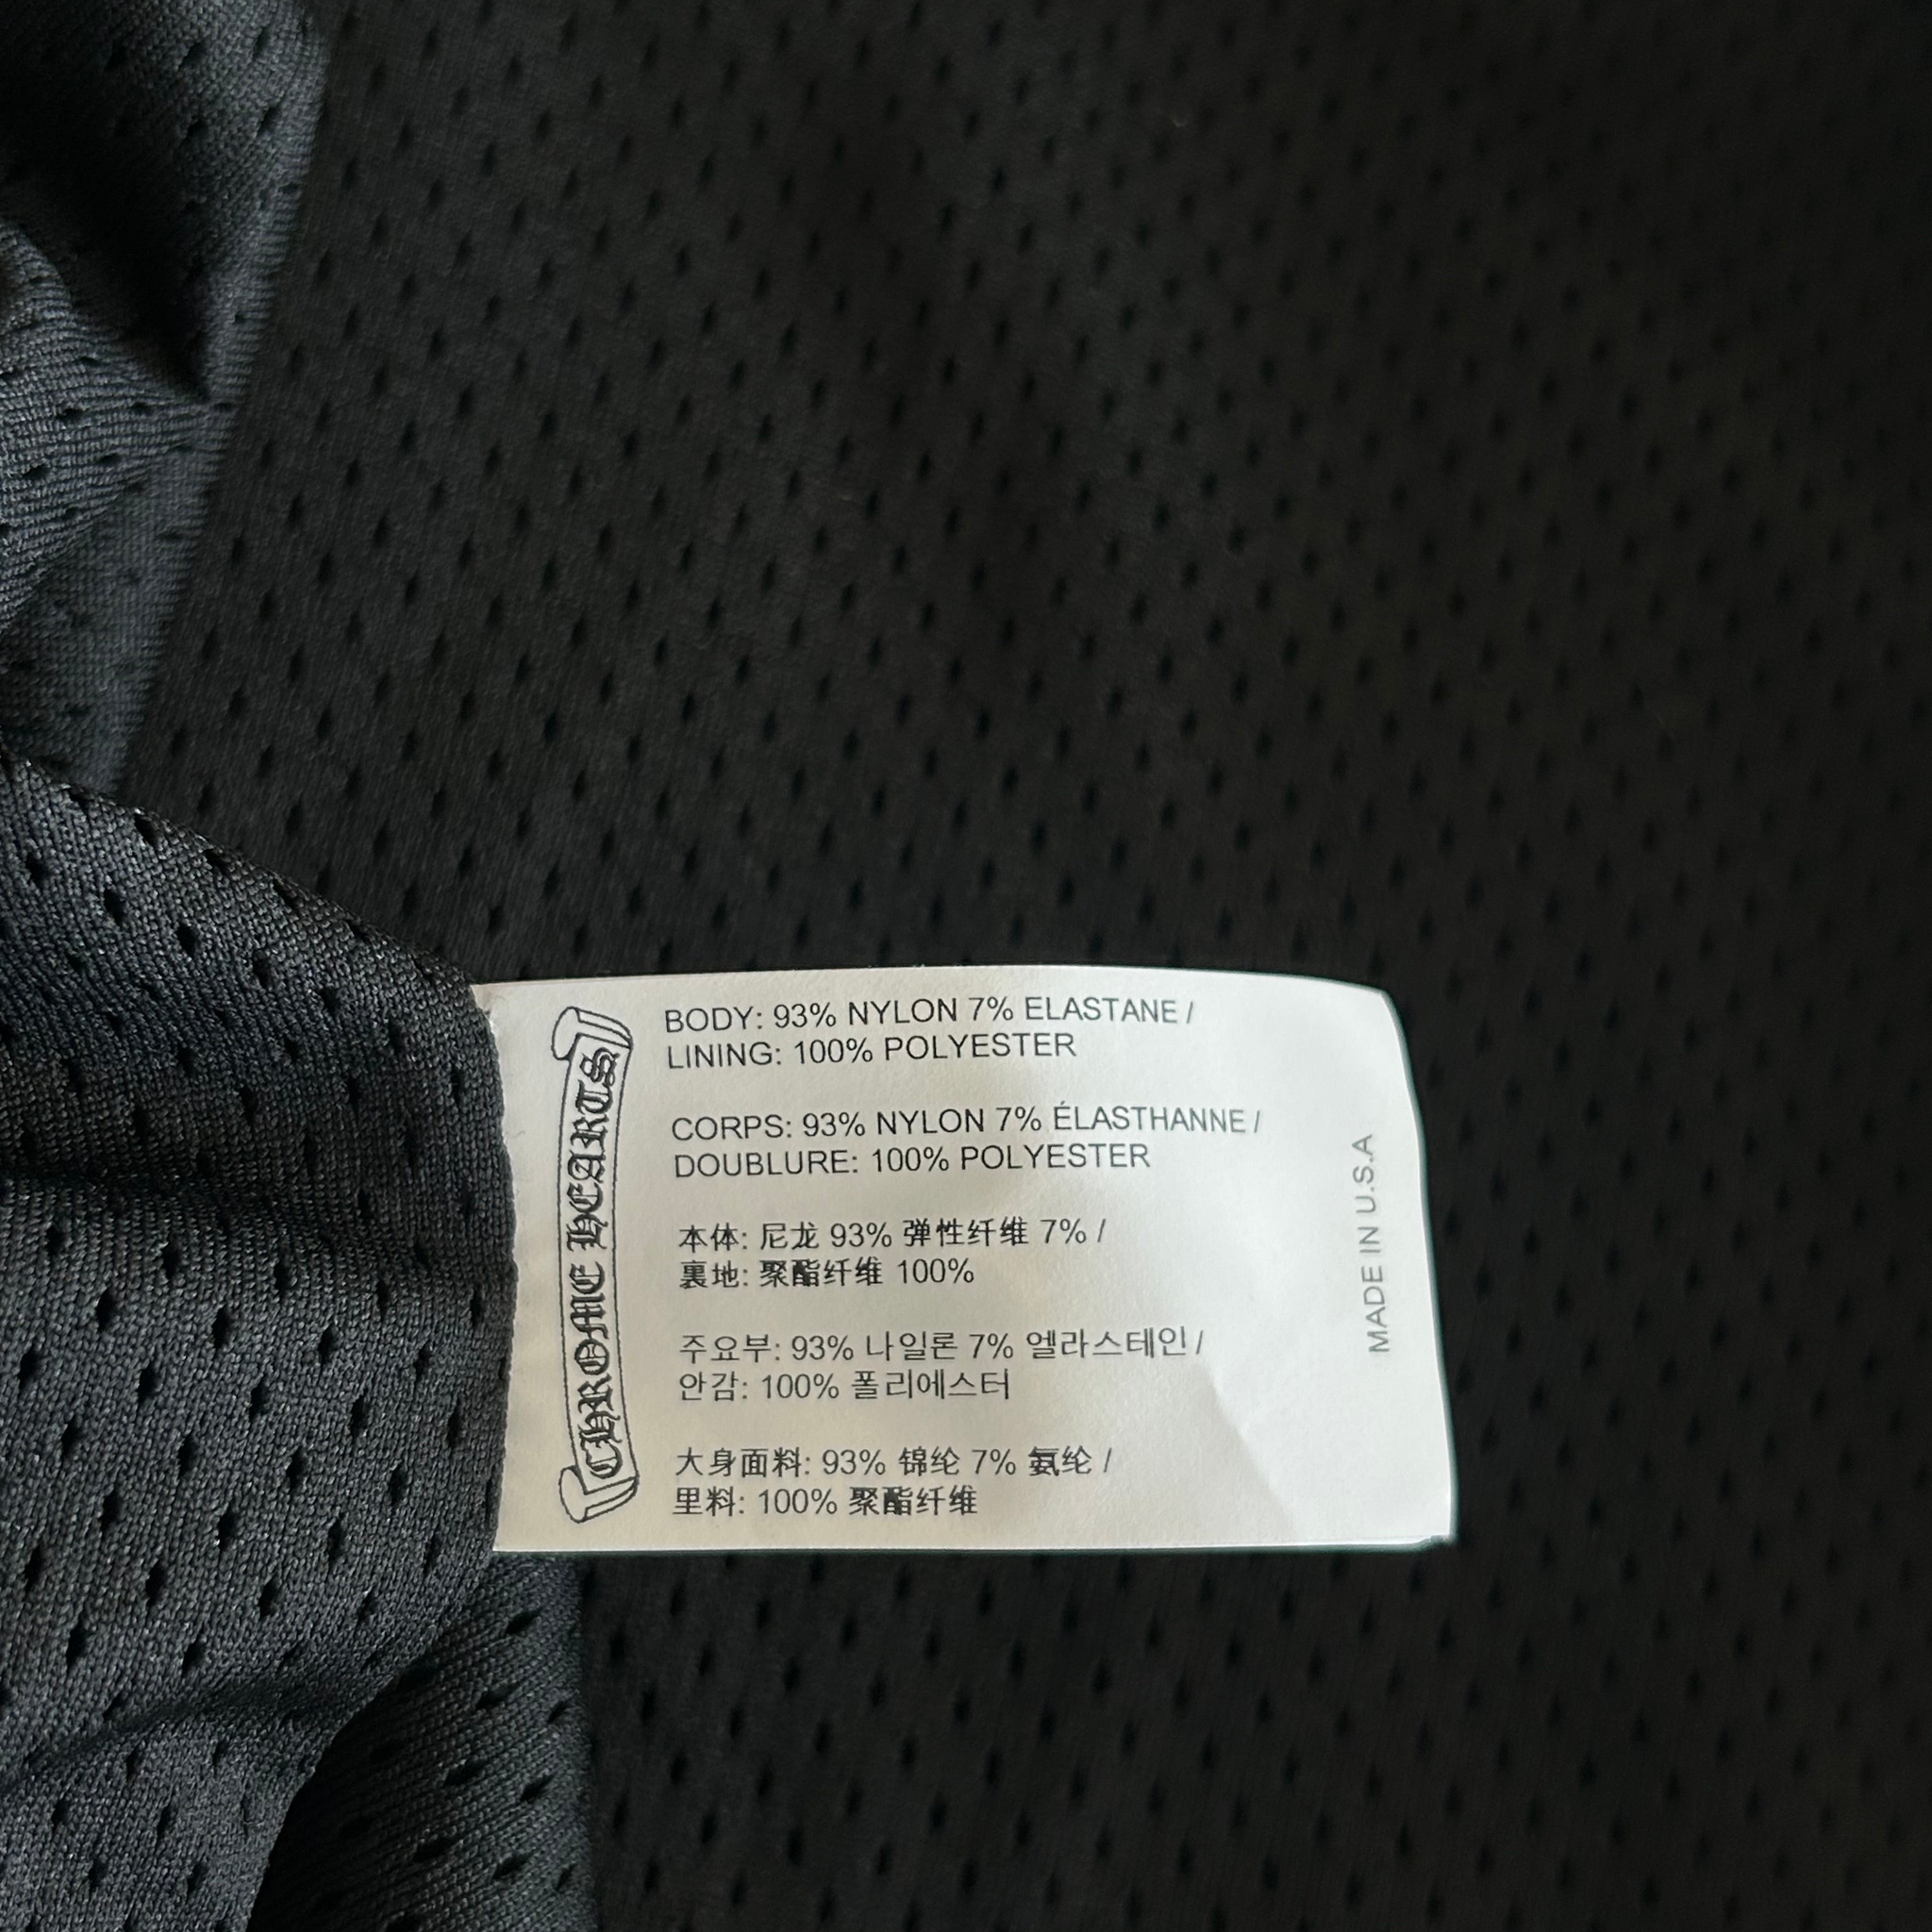 CHROME HEARTS
BODY: 93% NYLON 7% ELASTANE /
LINING: 100% POLYESTER
CORPS: 93% NYLON 7% ÉLASTHANNE /
DOUBLURE: 100% POLYESTER
本体: 尼龙 93% 弹性纤维 7% /
裏地: 聚酯纤维 100%
주요부: 93% 나일론 7% 엘라스테인 /
안감: 100% 폴리에스터
大身面料: 93% 锦纶 7% 氨纶 /
里料: 100% 聚酯纤维
MADE IN U.S.A